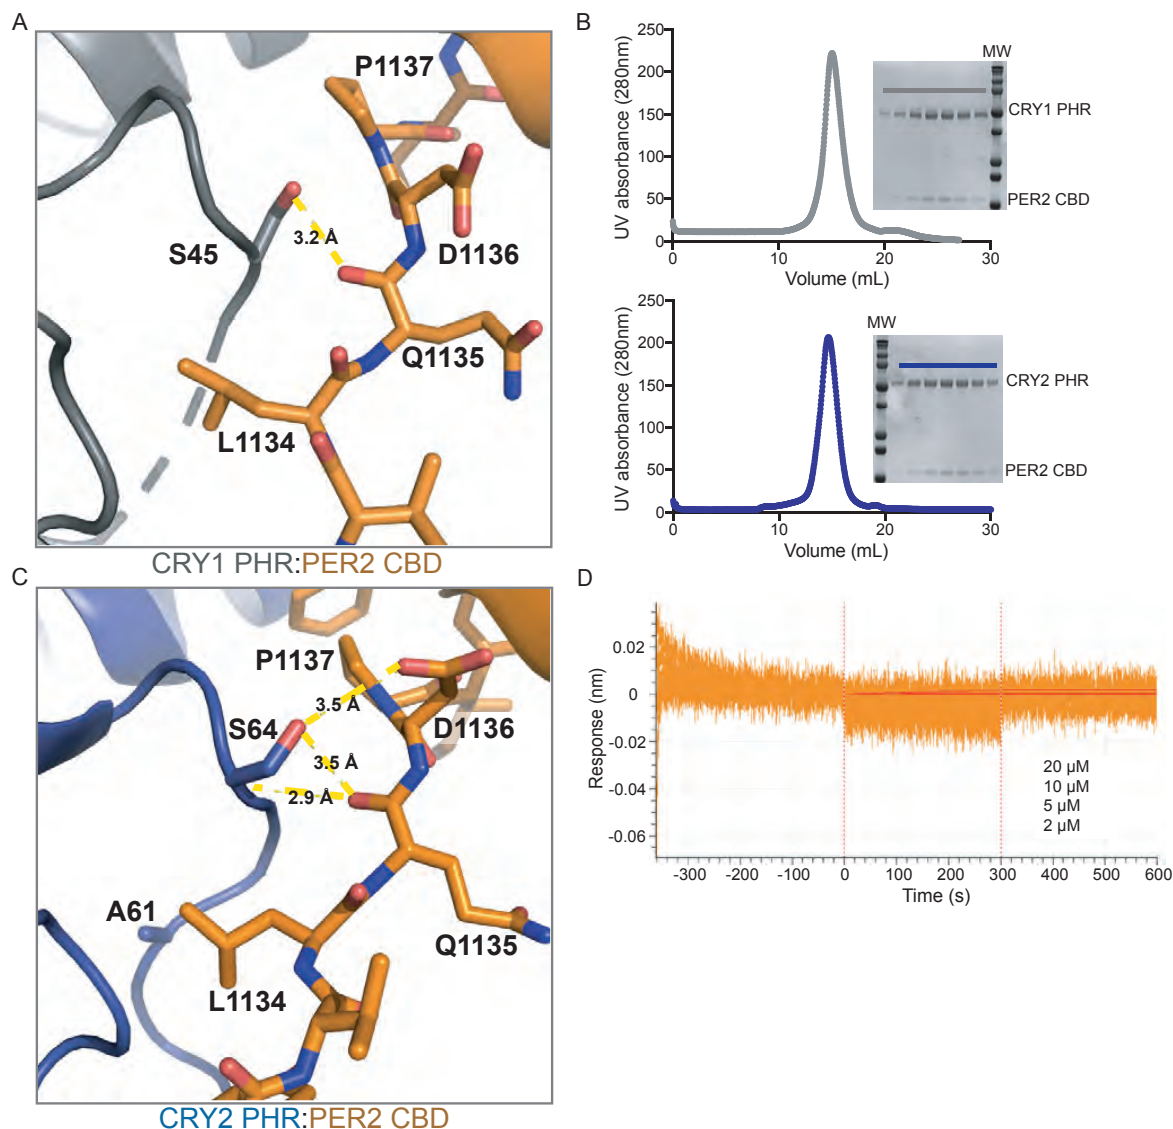 A
P1137
S45
3.2 Å
D1136
Q1135
L1134
CRY1 PHR:PER2 CBD
B
UV absorbance (280nm)
250
200
150
100
50
0
0
10
20
30
Volume (mL)
MW
CRY1 PHR
PER2 CBD
UV absorbance (280nm)
250
200
150
100
50
0
0
10
20
30
Volume (mL)
MW
CRY2 PHR
PER2 CBD
C
P1137
3.5 Å
S64
D1136
3.5 Å
2.9 Å
A61
Q1135
L1134
CRY2 PHR:PER2 CBD
D
Response (nm)
0.02
0
-0.02
-0.04
-0.06
20 µM
10 µM
5 µM
2 µM
-300
-200
-100
0
100
200
300
400
500
600
Time (s)